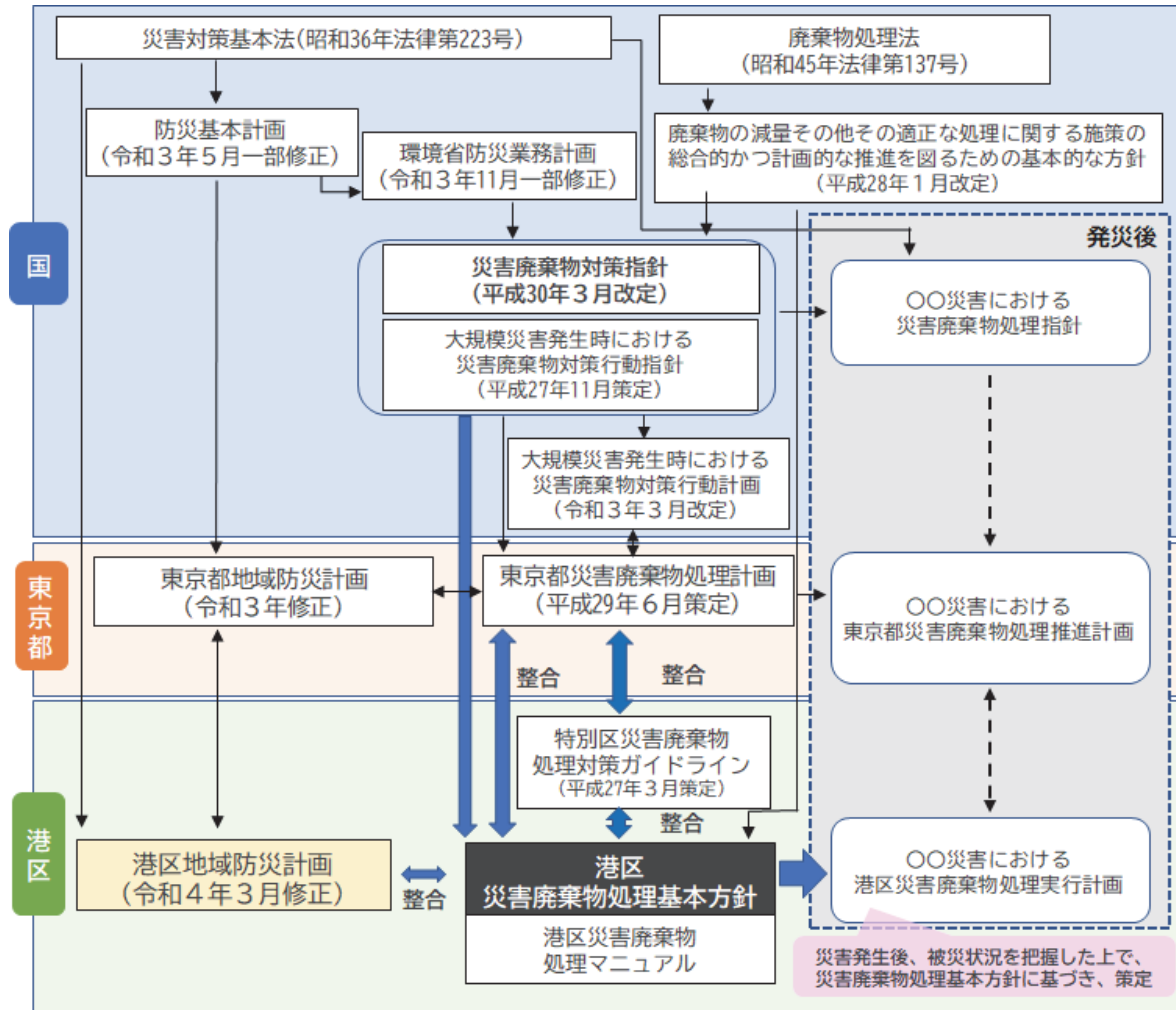 災害対策基本法(昭和36年法律第223号)
廃棄物処理法
(昭和45年法律第137号)
防災基本計画
(令和3年5月一部修正)
環境省防災業務計画
(令和3年11月一部修正)
廃棄物の減量その他その適正な処理に関する施策の
総合的かつ計画的な推進を図るための基本的な方針
(平成28年1月改定)
国
発災後
災害廃棄物対策指針
(平成30年3月改定)
大規模災害発生時における
災害廃棄物対策行動指針
(平成27年11月策定)
〇〇災害における
災害廃棄物処理指針
大規模災害発生時における
災害廃棄物対策行動計画
(令和3年3月改定)
東京都
東京都地域防災計画
(令和3年修正)
東京都災害廃棄物処理計画
(平成29年6月策定)
〇〇災害における
東京都災害廃棄物処理推進計画
整合
整合
特別区災害廃棄物
処理対策ガイドライン
(平成27年3月策定)
整合
港区
港区地域防災計画
(令和4年3月修正)
整合
港区
災害廃棄物処理基本方針
港区災害廃棄物
処理マニュアル
〇〇災害における
港区災害廃棄物処理実行計画
災害発生後、被災状況を把握した上で、
災害廃棄物処理基本方針に基づき、策定